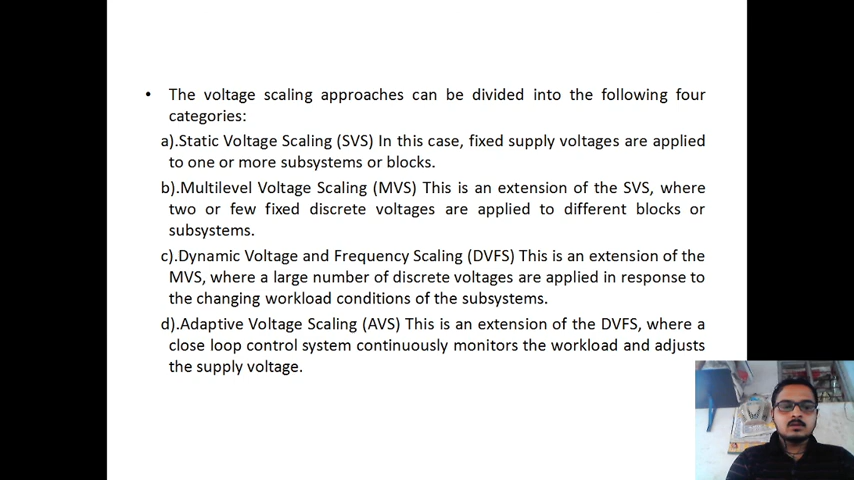 • The voltage scaling approaches can be divided into the following four
categories:
a).Static Voltage Scaling (SVS) In this case, fixed supply voltages are applied
to one or more subsystems or blocks.
b).Multilevel Voltage Scaling (MVS) This is an extension of the SVS, where
two or few fixed discrete voltages are applied to different blocks or
subsystems.
c).Dynamic Voltage and Frequency Scaling (DVFS) This is an extension of the
MVS, where a large number of discrete voltages are applied in response to
the changing workload conditions of the subsystems.
d).Adaptive Voltage Scaling (AVS) This is an extension of the DVFS, where a
close loop control system continuously monitors the workload and adjusts
the supply voltage.